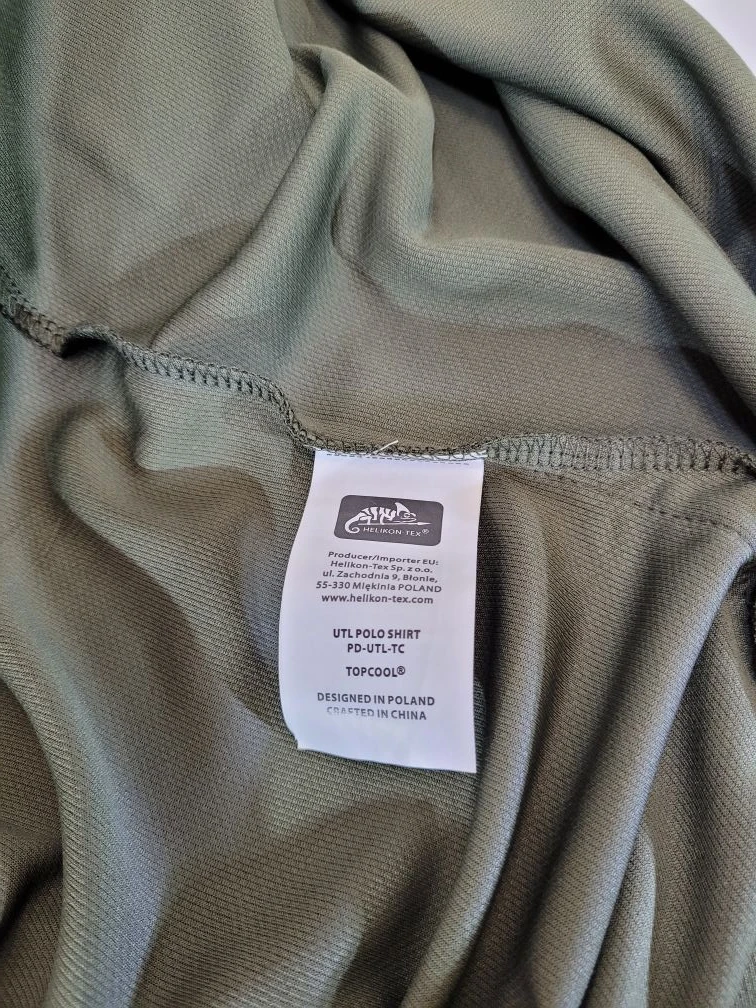 HELIKON-TEX®
Producer/Importer EU:
Helikon-Tex Sp. z o.o.
ul. Zachodnia 9, Błonie,
55-330 Miękinia POLAND
www.helikon-tex.com
UTL POLO SHIRT
PD-UTL-TC
TOPCOOL®
DESIGNED IN POLAND
CRAFTED IN CHINA